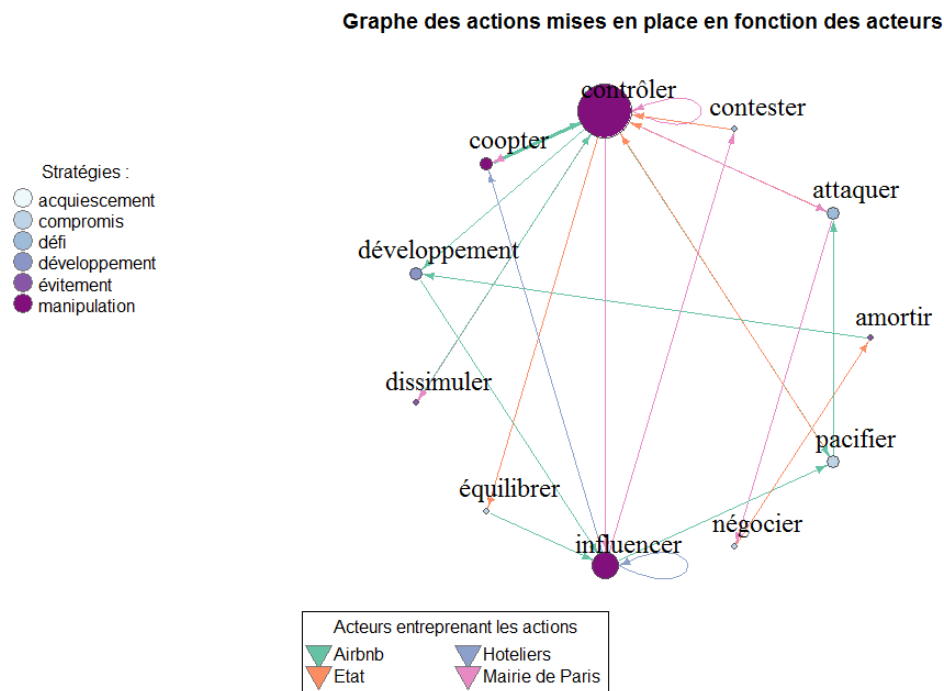 Graphe des actions mises en place en fonction des acteurs
contrôler
contester
coopter
attaquer
Stratégies :
acquiescement
compromis
défi
développement
évitement
manipulation
développement
amortir
dissimuler
pacifier
équilibrer
négocier
influencer
Acteurs entreprenant les actions
Airbnb Hoteliers
Etat Mairie de Paris